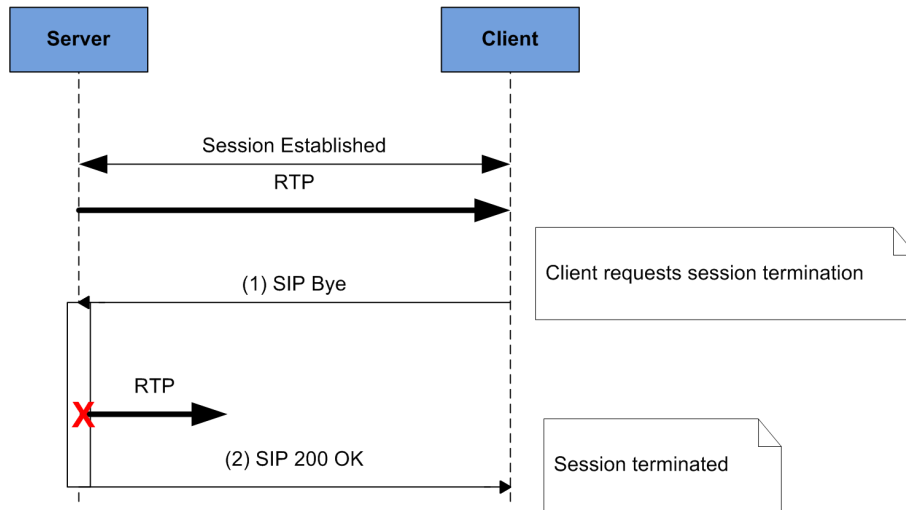 Server
Client
Session Established
RTP
Client requests session termination
(1) SIP Bye
RTP
X
(2) SIP 200 OK
Session terminated